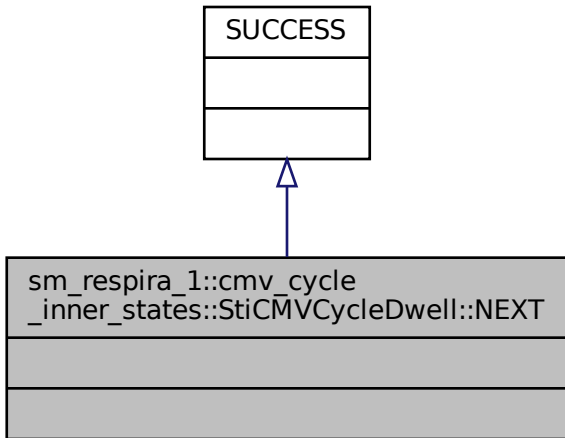 SUCCESS
sm_respira_1::cmv_cycle
_inner_states::StiCMVCycleDwell::NEXT